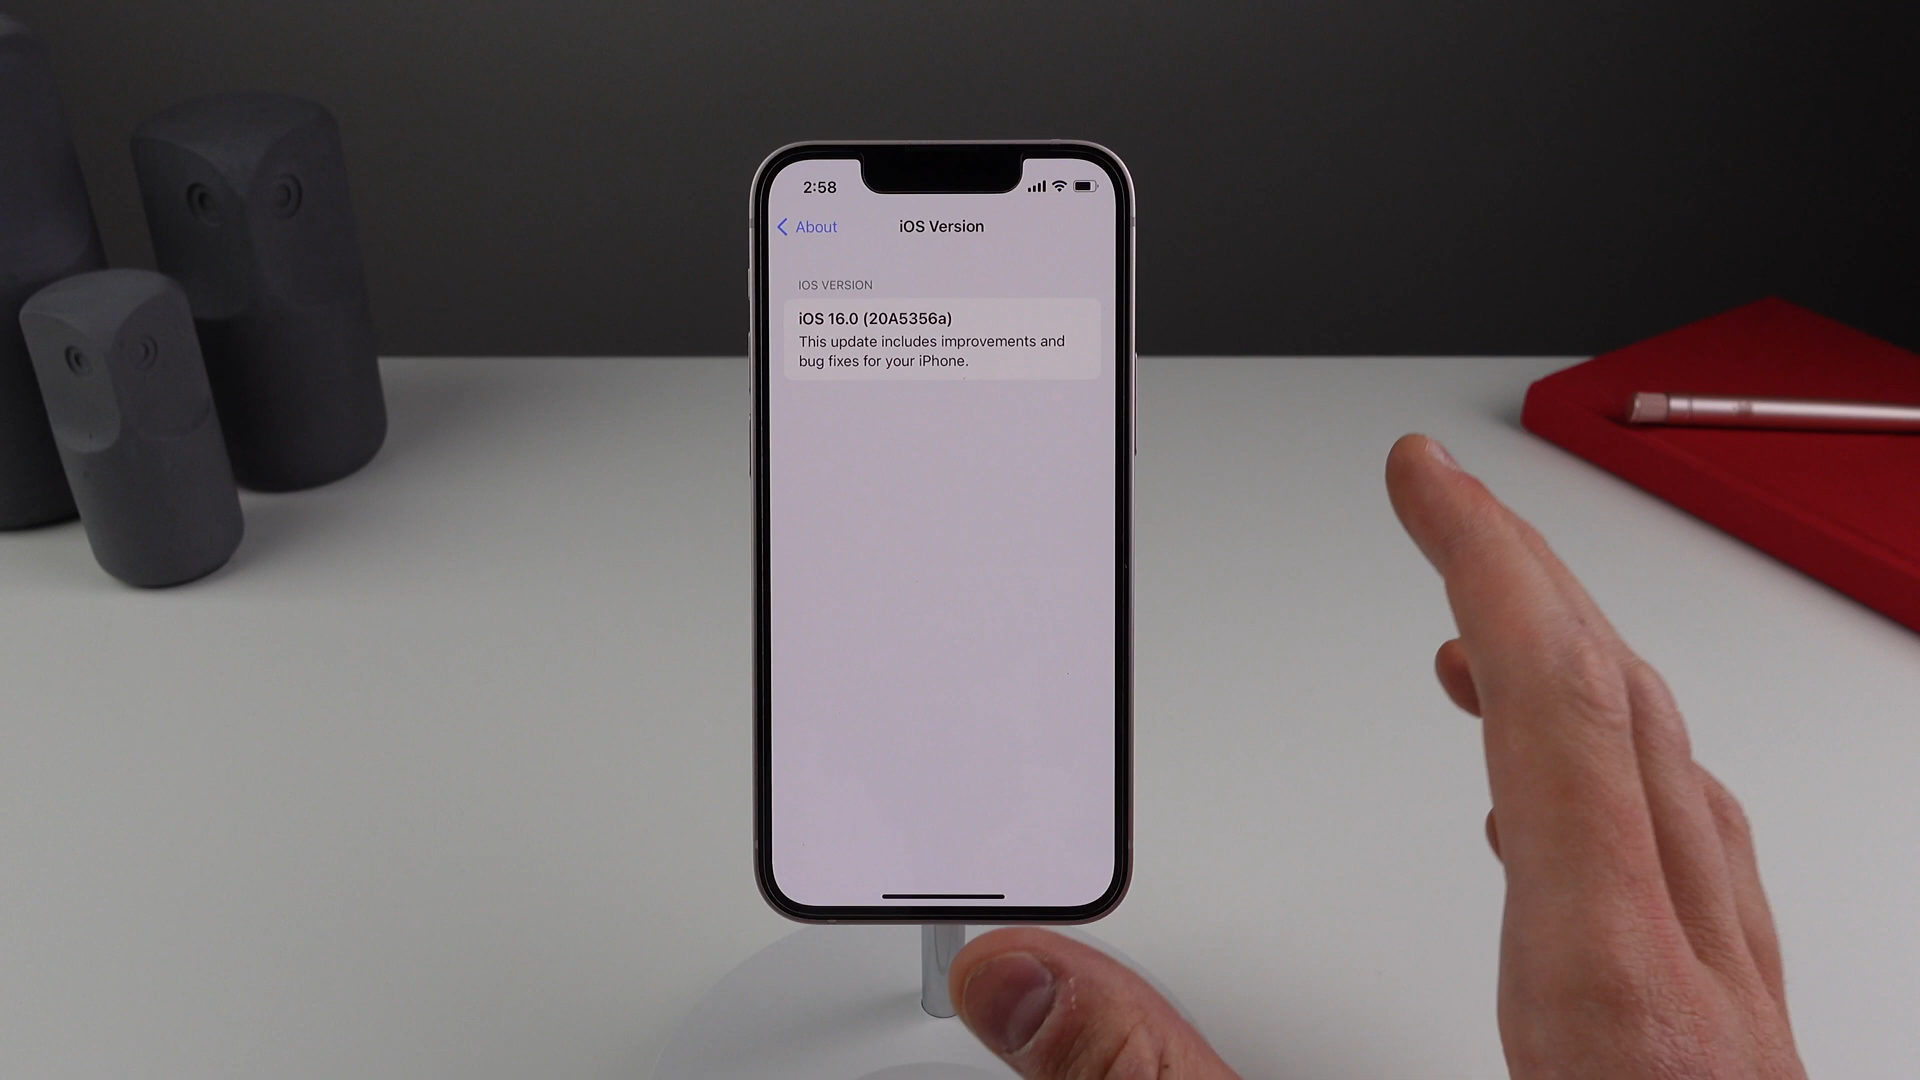 2:58
About
iOS Version
IOS VERSION
iOS 16.0 (20A5356a)
This update includes improvements and
bug fixes for your iPhone.